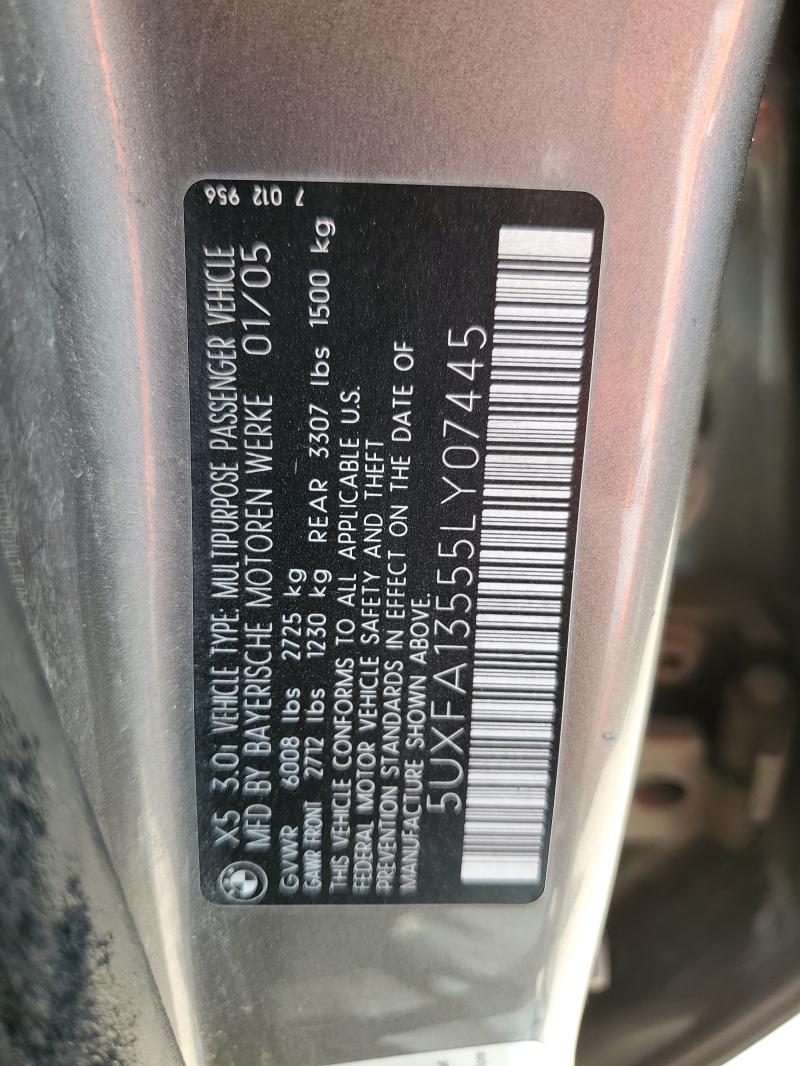 X5 3.0i VEHICLE TYPE: MULTIPURPOSE PASSENGER VEHICLE
MFD BY BAYERISCHE MOTOREN WERKE 01/05
GVWR 6008 lbs 2725 kg
GAWR FRONT 2712 lbs 1230 kg REAR 3307 lbs 1500 kg
THIS VEHICLE CONFORMS TO ALL APPLICABLE U.S.
FEDERAL MOTOR VEHICLE SAFETY AND THEFT
PREVENTION STANDARDS IN EFFECT ON THE DATE OF
MANUFACTURE SHOWN ABOVE.
5UXFA13555LY07445
7 012 956